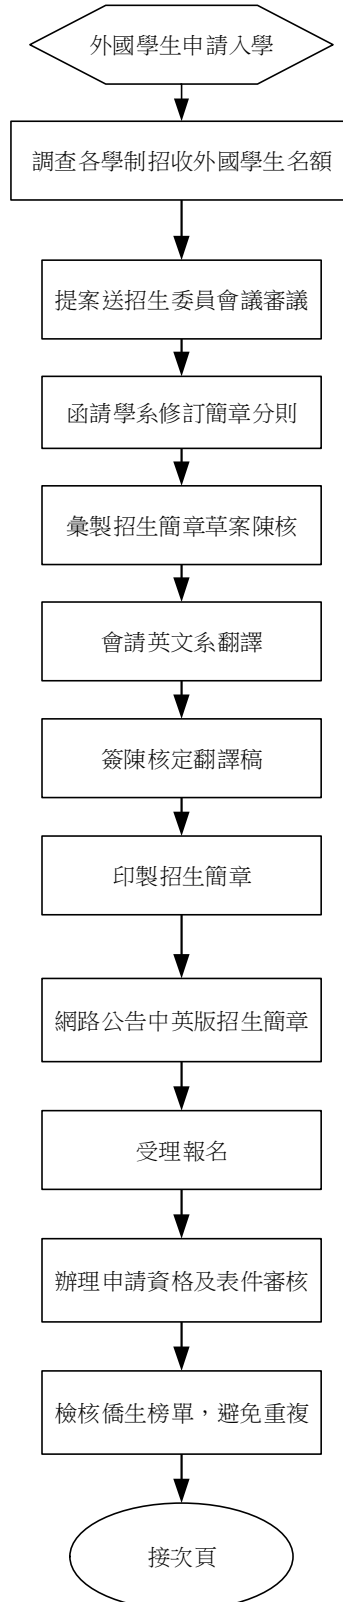 外國學生申請入學
調查各學制招收外國學生名額
提案送招生委員會議審議
函請學系修訂簡章分則
彙製招生簡章草案陳核
會請英文系翻譯
簽陳核定翻譯稿
印製招生簡章
網路公告中英版招生簡章
受理報名
辦理申請資格及表件審核
檢核僑生榜單，避免重複
接次頁